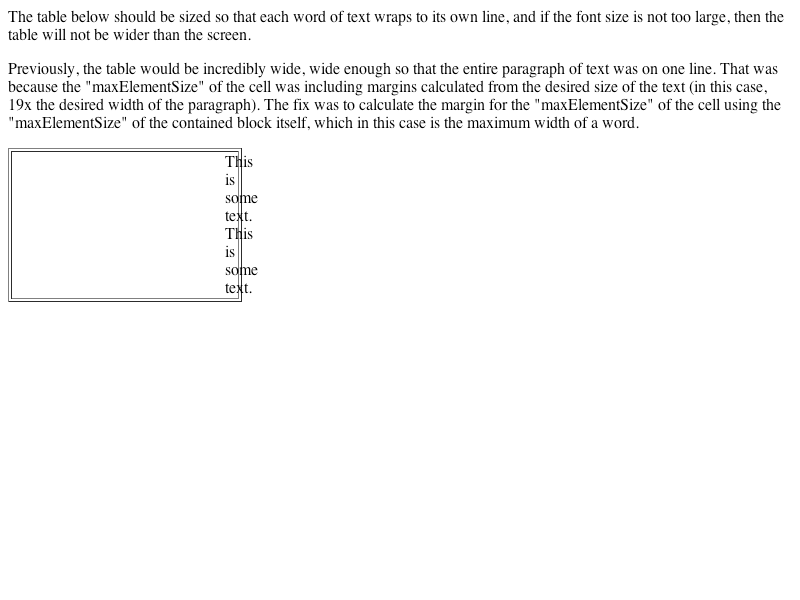 The table below should be sized so that each word of text wraps to its own line, and if the font size is not too large, then the
table will not be wider than the screen.
Previously, the table would be incredibly wide, wide enough so that the entire paragraph of text was on one line. That was
because the "maxElementSize" of the cell was including margins calculated from the desired size of the text (in this case,
19x the desired width of the paragraph). The fix was to calculate the margin for the "maxElementSize" of the cell using the
"maxElementSize" of the contained block itself, which in this case is the maximum width of a word.
This
is
some
text.
This
is
some
text.